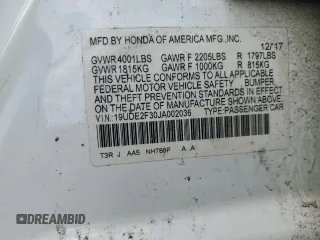 MFD. BY HONDA OF AMERICA MFG., INC.
12/17
GVWR 4001LBS GAWR F 2205LBS R 1797LBS
GVWR 1815KG GAWR F 1000KG R 815KG
THIS VEHICLE CONFORMS TO ALL APPLICABLE
FEDERAL MOTOR VEHICLE SAFETY, BUMPER, AND
THEFT PREVENTION STANDARDS IN EFFECT ON THE
DATE OF MANUFACTURE SHOWN ABOVE.
V I N: 19UDE2F30JA002036 TYPE:PASSENGER CAR
T3R J AA5 NH788P A .A
© DREAMBID.COM